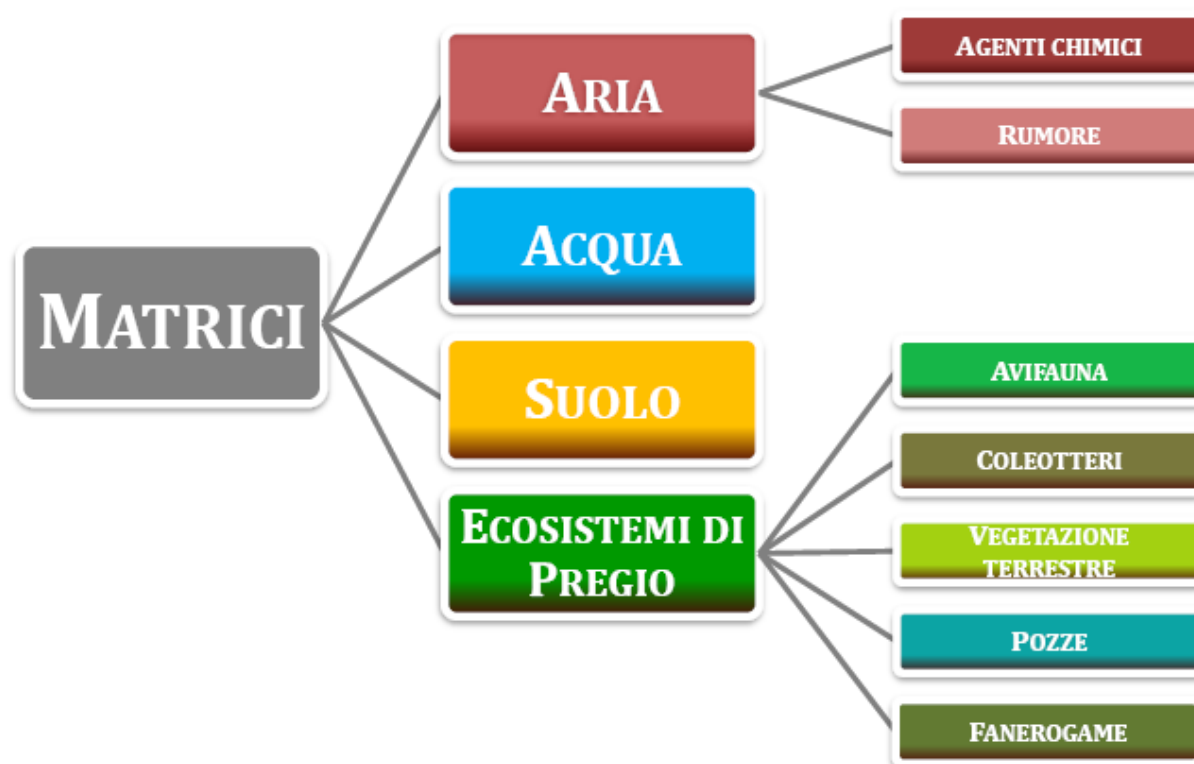 MATRICI
ARIA
AGENTI CHIMICI
RUMORE
ACQUA
SUOLO
ECOSISTEMI DI
PREGIO
AVIFAUNA
COLEOTTERI
VEGETAZIONE
TERRESTRE
POZZE
FANEROGAME